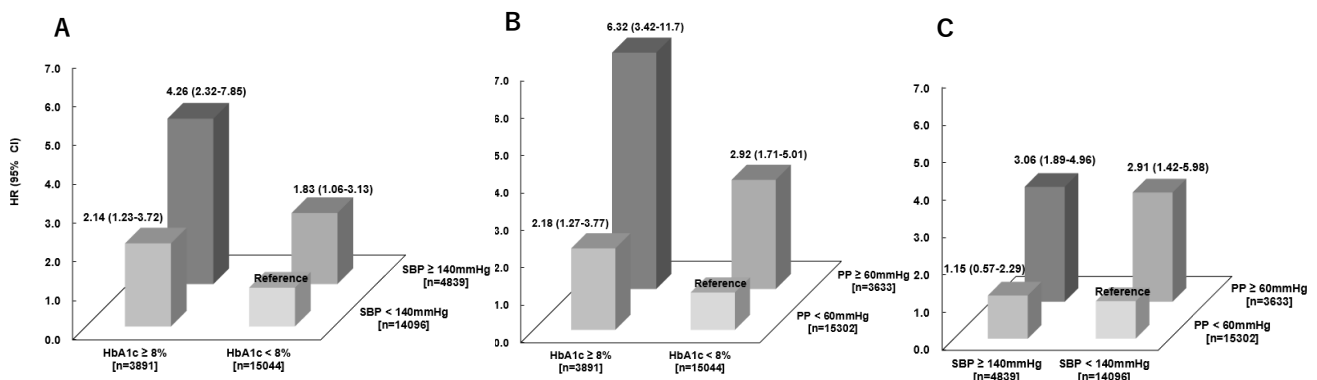 A
HR (95% CI)
7.0
6.0
5.0
4.0
3.0
2.0
1.0
0.0
4.26 (2.32-7.85)
2.14 (1.23-3.72)
1.83 (1.06-3.13)
Reference
SBP ≥ 140mmHg
[n=4839]
SBP < 140mmHg
[n=14096]
HbA1c ≥ 8%
[n=3891]
HbA1c < 8%
[n=15044]
B
7.0
6.0
5.0
4.0
3.0
2.0
1.0
0.0
6.32 (3.42-11.7)
2.18 (1.27-3.77)
2.92 (1.71-5.01)
Reference
PP ≥ 60mmHg
[n=3633]
PP < 60mmHg
[n=15302]
HbA1c ≥ 8%
[n=3891]
HbA1c < 8%
[n=15044]
C
7.0
6.0
5.0
4.0
3.0
2.0
1.0
0.0
3.06 (1.89-4.96)
2.91 (1.42-5.98)
1.15 (0.57-2.29)
Reference
PP ≥ 60mmHg
[n=3633]
PP < 60mmHg
[n=15302]
SBP ≥ 140mmHg
[n=4839]
SBP < 140mmHg
[n=14096]